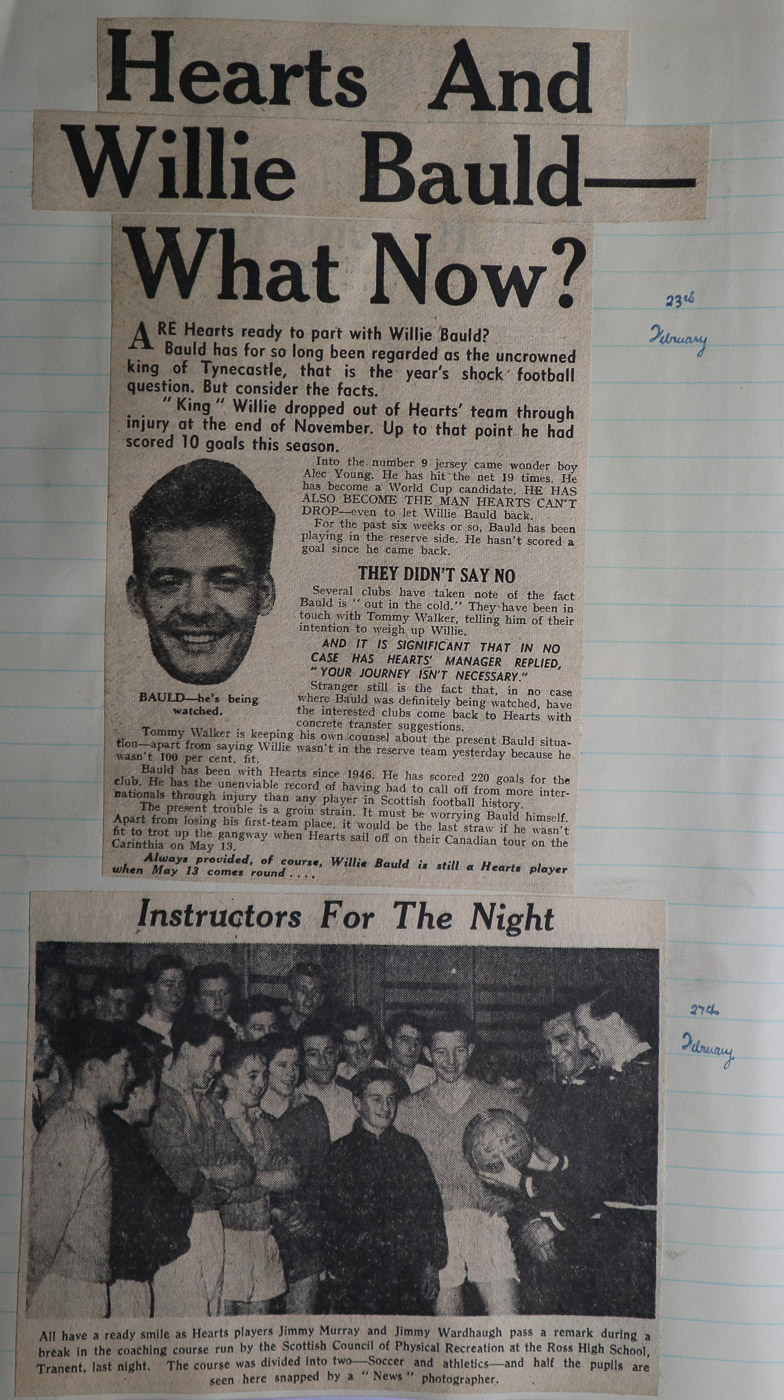 Hearts And
Willie Bauld—
What Now?
23rd
February
ARE Hearts ready to part with Willie Bauld?
Bauld has for so long been regarded as the uncrowned
king of Tynecastle, that is the year's shock football
question. But consider the facts.
"King" Willie dropped out of Hearts' team through
injury at the end of November. Up to that point he had
scored 10 goals this season.
Into the number 9 jersey came wonder boy
Alec Young. He has hit the net 19 times. He
has become a World Cup candidate. HE HAS
ALSO BECOME THE MAN HEARTS CAN'T
DROP—even to let Willie Bauld back.
For the past six weeks or so, Bauld has been
playing in the reserve side. He hasn't scored a
goal since he came back.
THEY DIDN'T SAY NO
Several clubs have taken note of the fact
Bauld is "out in the cold." They have been in
touch with Tommy Walker, telling him of their
intention to weigh up Willie.
AND IT IS SIGNIFICANT THAT IN NO
CASE HAS HEARTS' MANAGER REPLIED,
"YOUR JOURNEY ISN'T NECESSARY."
Stranger still is the fact that, in no case
where Bauld was definitely being watched, have
the interested clubs come back to Hearts with
concrete transfer suggestions.
BAULD—he's being
watched.
Tommy Walker is keeping his own counsel about the present Bauld situa-
tion—apart from saying Willie wasn't in the reserve team yesterday because he
wasn't 100 per cent. fit.
Bauld has been with Hearts since 1946. He has scored 220 goals for the
club. He has the unenviable record of having had to call off from more inter-
nationals through injury than any player in Scottish football history.
The present trouble is a groin strain. It must be worrying Bauld himself.
Apart from losing his first-team place, it would be the last straw if he wasn't
fit to trot up the gangway when Hearts sail off on their Canadian tour on the
Carinthia on May 13.
Always provided, of course, Willie Bauld is still a Hearts player
when May 13 comes round . . . .
Instructors For The Night
27th
February
All have a ready smile as Hearts players Jimmy Murray and Jimmy Wardhaugh pass a remark during a
break in the coaching course run by the Scottish Council of Physical Recreation at the Ross High School,
Tranent, last night. The course was divided into two—Soccer and athletics—and half the pupils are
seen here snapped by a "News" photographer.